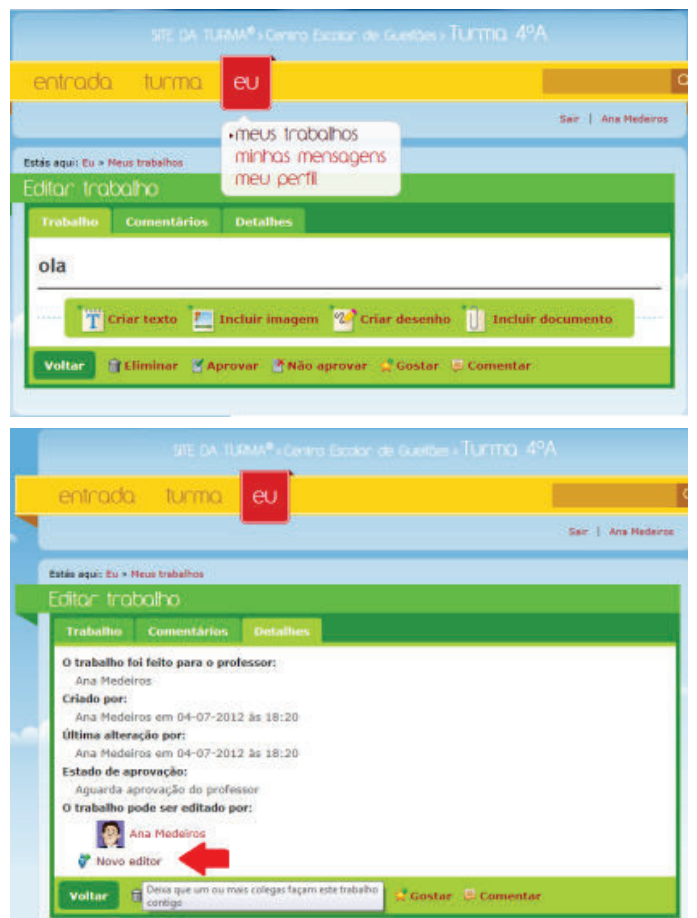 SITE DA TURMA® › Centro Escolar de Gueifães › Turma 4ºA
entrada turma eu
Sair | Ana Medeiros
meus trabalhos
minhas mensagens
meu perfil
Estás aqui: Eu » Meus trabalhos
Editar trabalho
Trabalho Comentários Detalhes
ola
Criar texto Incluir imagem Criar desenho Incluir documento
Voltar Eliminar Aprovar Não aprovar Gostar Comentar
SITE DA TURMA® › Centro Escolar de Gueifães › Turma 4ºA
entrada turma eu
Sair | Ana Medeiros
Estás aqui: Eu » Meus trabalhos
Editar trabalho
Trabalho Comentários Detalhes
O trabalho foi feito para o professor:
Ana Medeiros
Criado por:
Ana Medeiros em 04-07-2012 às 18:20
Última alteração por:
Ana Medeiros em 04-07-2012 às 18:20
Estado de aprovação:
Aguarda aprovação do professor
O trabalho pode ser editado por:
Ana Medeiros
Novo editor
Deixa que um ou mais colegas façam este trabalho
contigo
Voltar Gostar Comentar